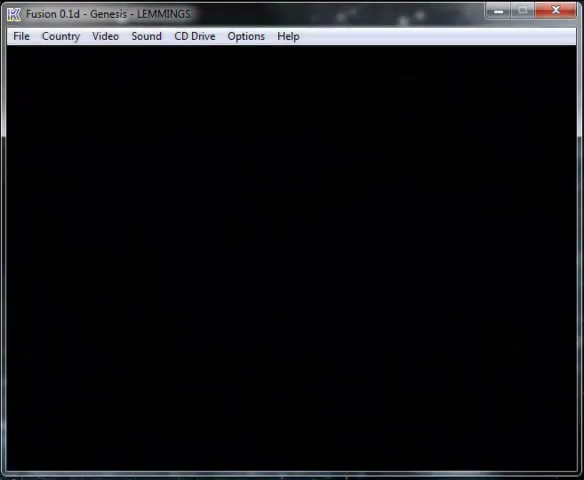 Fusion 0.1d - Genesis - LEMMINGS
File Country Video Sound CD Drive Options Help